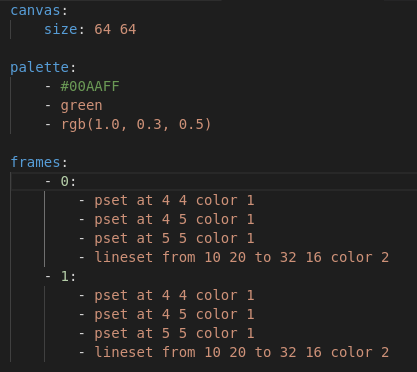 canvas:
    size: 64 64

palette:
    - #00AAFF
    - green
    - rgb(1.0, 0.3, 0.5)

frames:
    - 0:
        - pset at 4 4 color 1
        - pset at 4 5 color 1
        - pset at 5 5 color 1
        - lineset from 10 20 to 32 16 color 2
    - 1:
        - pset at 4 4 color 1
        - pset at 4 5 color 1
        - pset at 5 5 color 1
        - lineset from 10 20 to 32 16 color 2